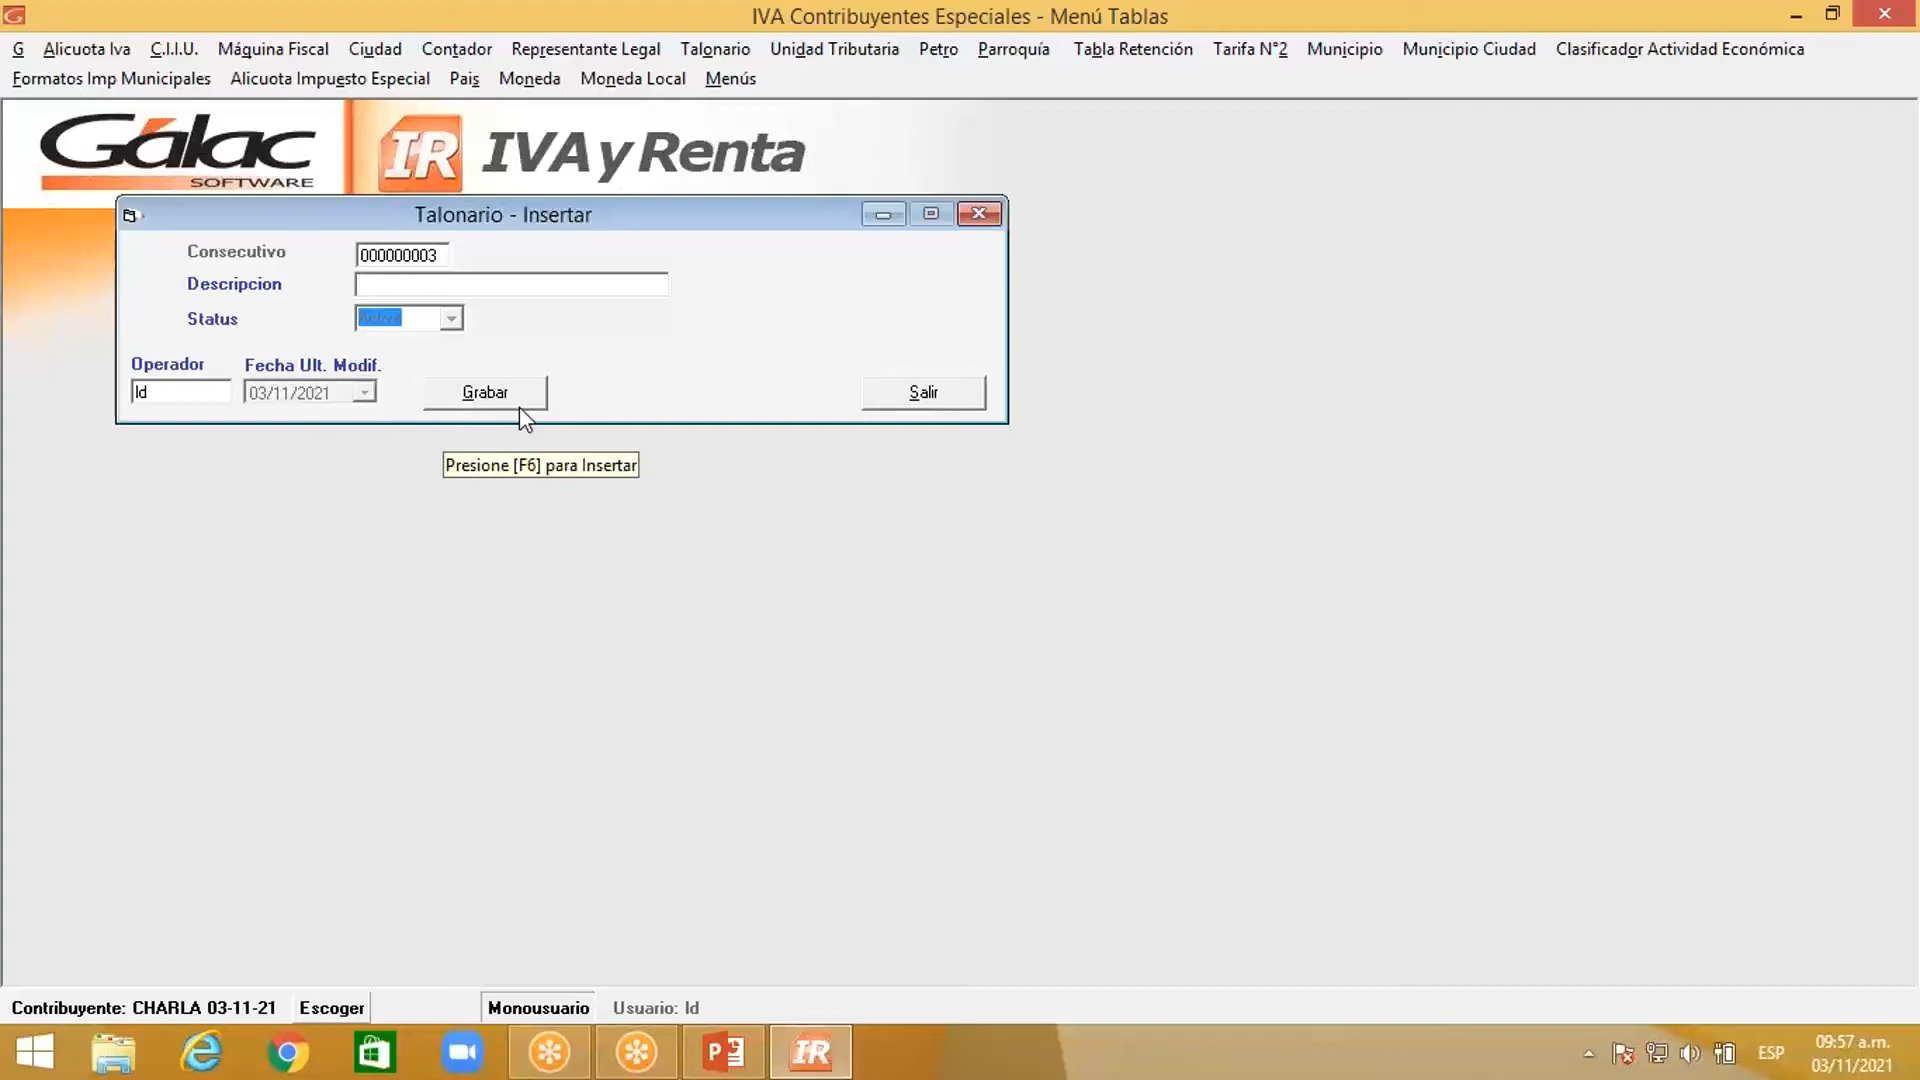 IVA Contribuyentes Especiales - Menú Tablas
G Alicuota Iva C.I.I.U. Máquina Fiscal Ciudad Contador Representante Legal Talonario Unidad Tributaria Petro Parroquía Tabla Retención Tarifa N°2 Municipio Municipio Ciudad Clasificador Actividad Económica
Formatos Imp Municipales Alicuota Impuesto Especial Pais Moneda Moneda Local Menús
Gálac
SOFTWARE
IR IVA y Renta
Talonario - Insertar
Consecutivo 000000003
Descripcion
Status
Operador Fecha Ult. Modif.
Id 03/11/2021 Grabar Salir
Presione [F6] para Insertar
Contribuyente: CHARLA 03-11-21 Escoger Monousuario Usuario: Id
IR ESP 09:57 a.m.
03/11/2021